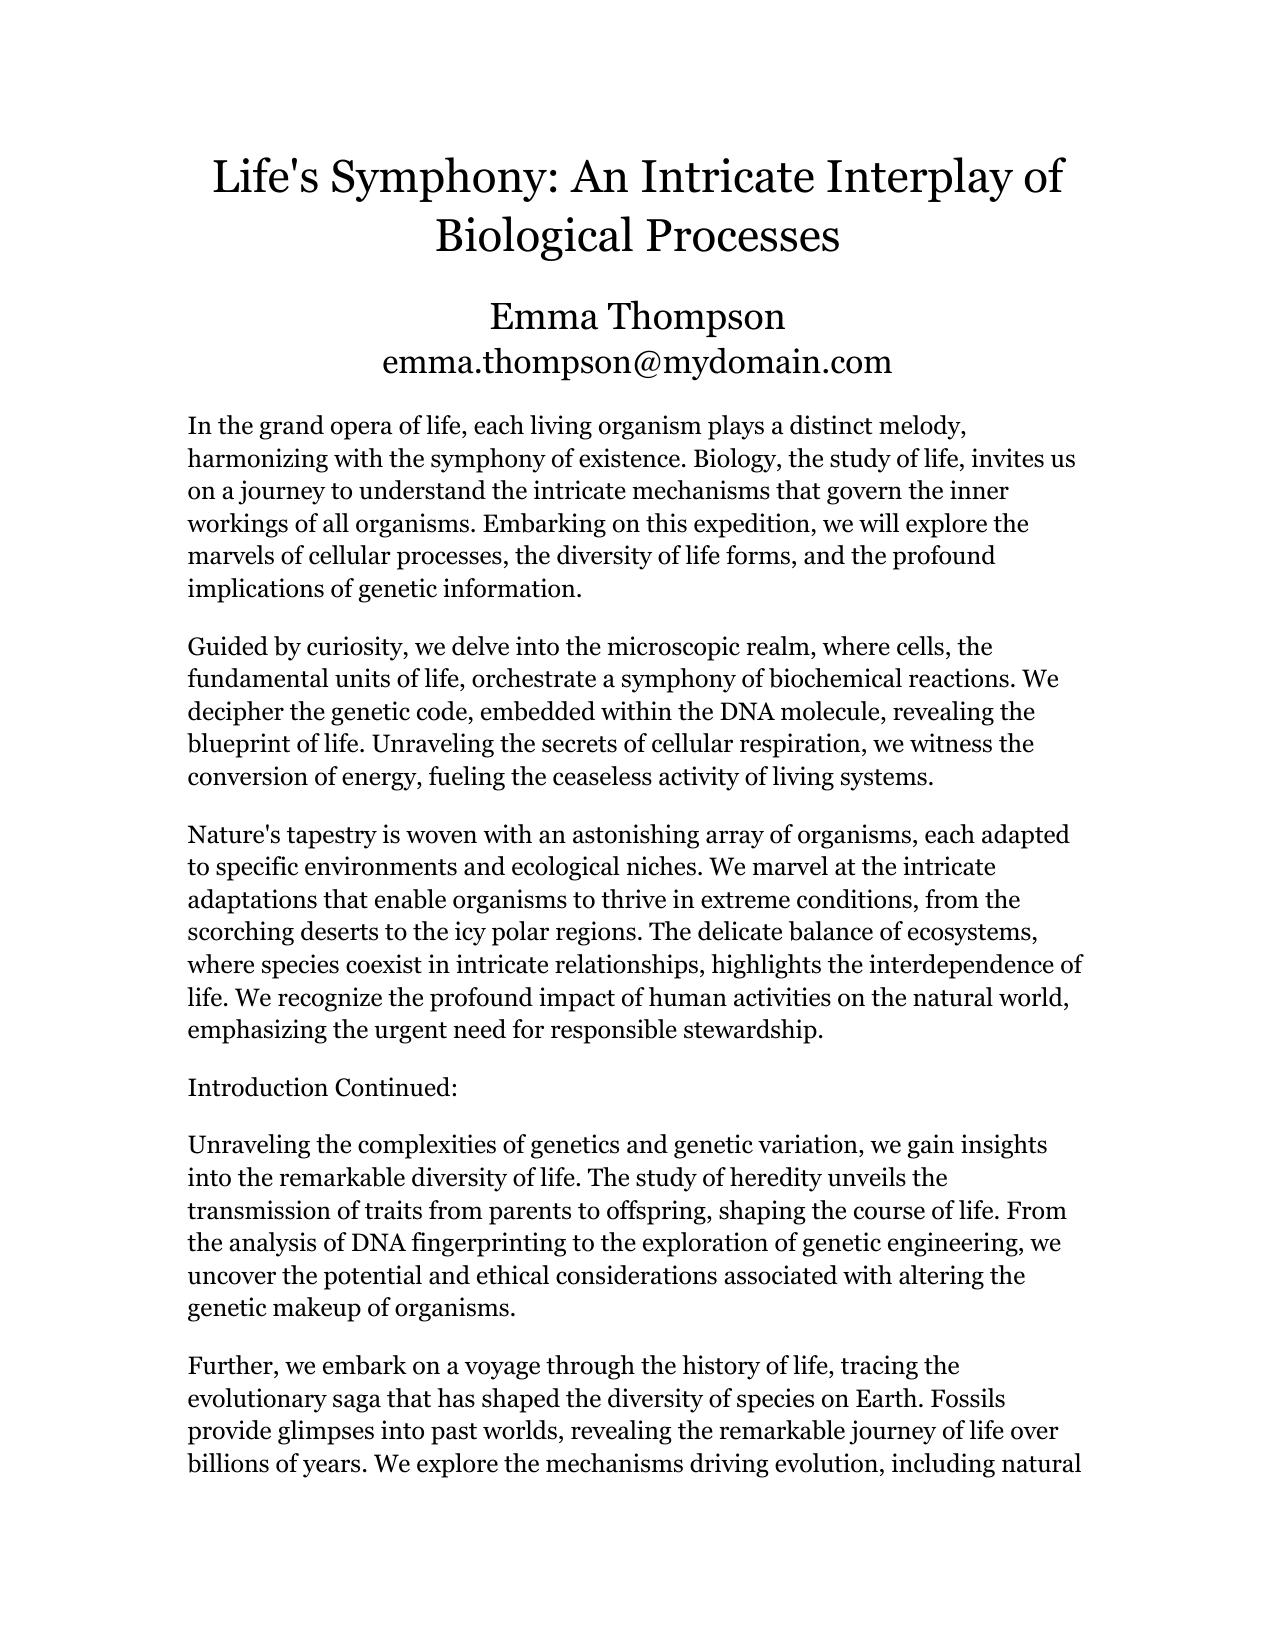 Life's Symphony: An Intricate Interplay of
Biological Processes
Emma Thompson
emma.thompson@mydomain.com
In the grand opera of life, each living organism plays a distinct melody,
harmonizing with the symphony of existence. Biology, the study of life, invites us
on a journey to understand the intricate mechanisms that govern the inner
workings of all organisms. Embarking on this expedition, we will explore the
marvels of cellular processes, the diversity of life forms, and the profound
implications of genetic information.
Guided by curiosity, we delve into the microscopic realm, where cells, the
fundamental units of life, orchestrate a symphony of biochemical reactions. We
decipher the genetic code, embedded within the DNA molecule, revealing the
blueprint of life. Unraveling the secrets of cellular respiration, we witness the
conversion of energy, fueling the ceaseless activity of living systems.
Nature's tapestry is woven with an astonishing array of organisms, each adapted
to specific environments and ecological niches. We marvel at the intricate
adaptations that enable organisms to thrive in extreme conditions, from the
scorching deserts to the icy polar regions. The delicate balance of ecosystems,
where species coexist in intricate relationships, highlights the interdependence of
life. We recognize the profound impact of human activities on the natural world,
emphasizing the urgent need for responsible stewardship.
Introduction Continued:
Unraveling the complexities of genetics and genetic variation, we gain insights
into the remarkable diversity of life. The study of heredity unveils the
transmission of traits from parents to offspring, shaping the course of life. From
the analysis of DNA fingerprinting to the exploration of genetic engineering, we
uncover the potential and ethical considerations associated with altering the
genetic makeup of organisms.
Further, we embark on a voyage through the history of life, tracing the
evolutionary saga that has shaped the diversity of species on Earth. Fossils
provide glimpses into past worlds, revealing the remarkable journey of life over
billions of years. We explore the mechanisms driving evolution, including natural